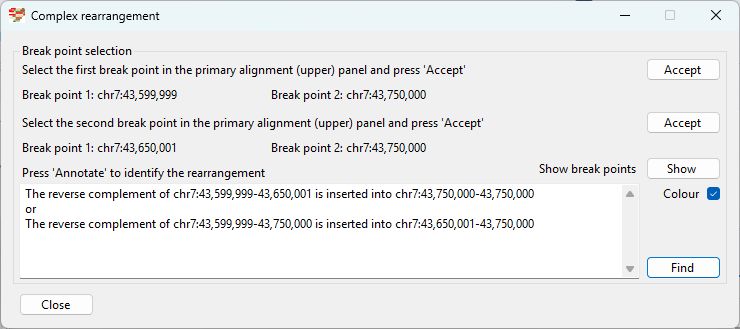 Complex rearrangement
Break point selection
Select the first break point in the primary alignment (upper) panel and press 'Accept'
Accept
Break point 1: chr7:43,599,999 Break point 2: chr7:43,750,000
Select the second break point in the primary alignment (upper) panel and press 'Accept'
Accept
Break point 1: chr7:43,650,001 Break point 2: chr7:43,750,000
Press 'Annotate' to identify the rearrangement
Show break points
Show
The reverse complement of chr7:43,599,999-43,650,001 is inserted into chr7:43,750,000-43,750,000
or
The reverse complement of chr7:43,599,999-43,750,000 is inserted into chr7:43,650,001-43,750,000
Colour
Find
Close